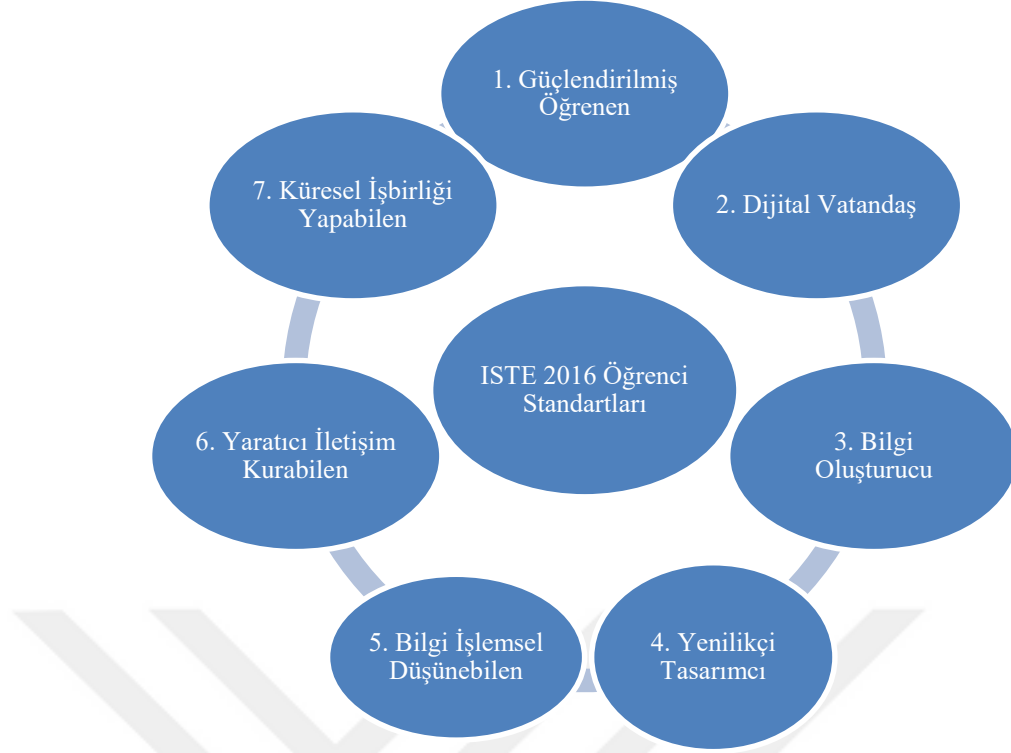 1. Güçlendirilmiş
Öğrenen
2. Dijital Vatandaş
3. Bilgi
Oluşturucu
4. Yenilikçi
Tasarımcı
5. Bilgi İşlemsel
Düşünebilen
6. Yaratıcı İletişim
Kurabilen
7. Küresel İşbirliği
Yapabilen
ISTE 2016 Öğrenci
Standartları